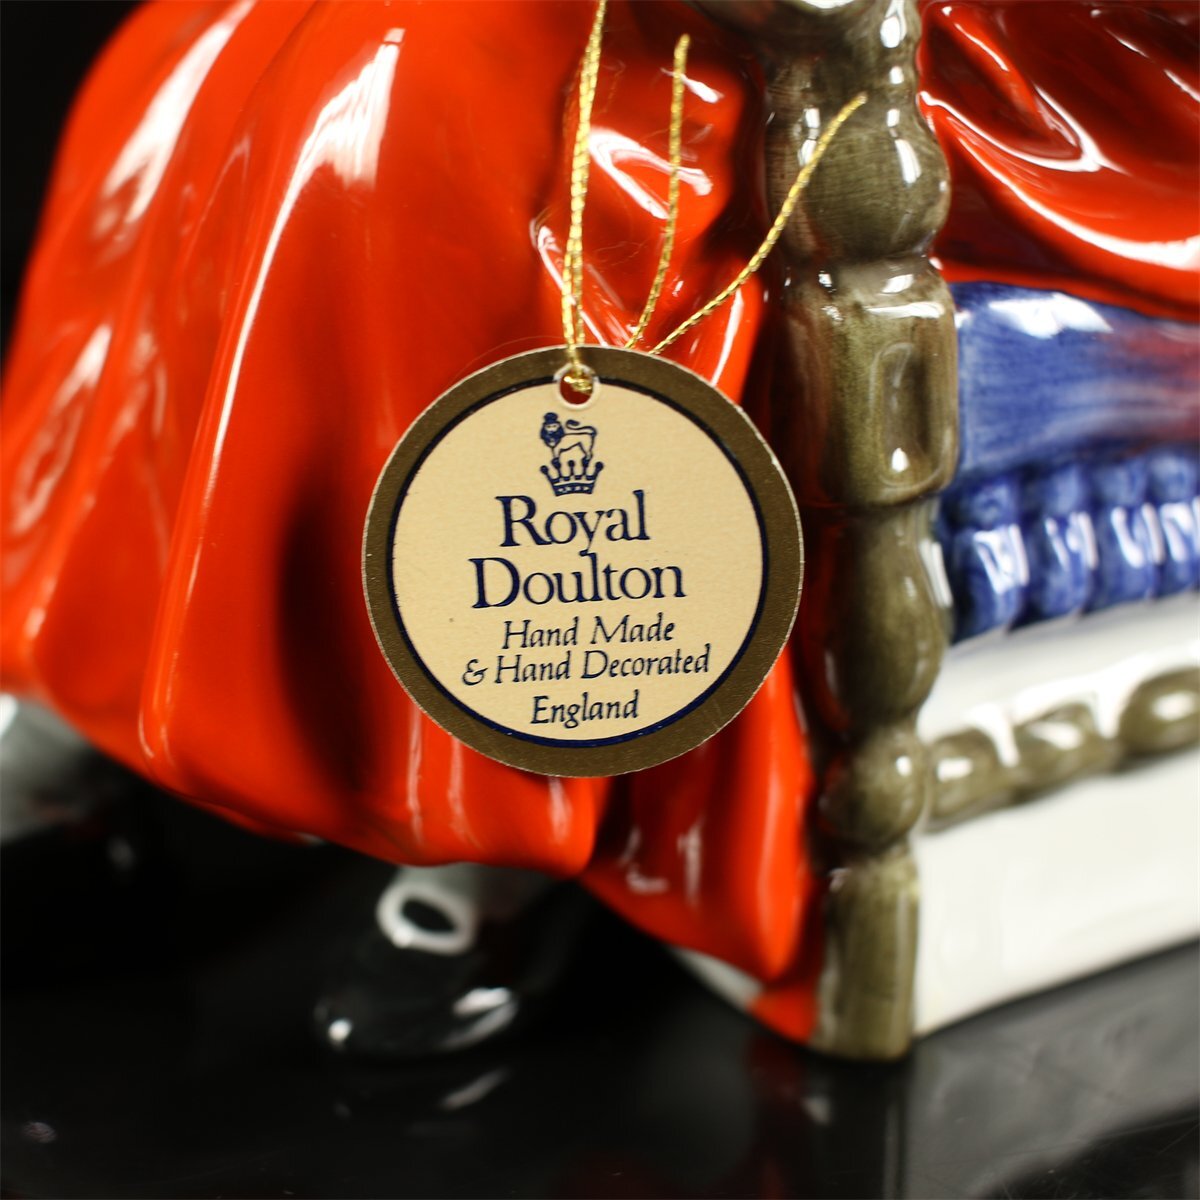 Royal
Doulton
Hand Made
& Hand Decorated
England